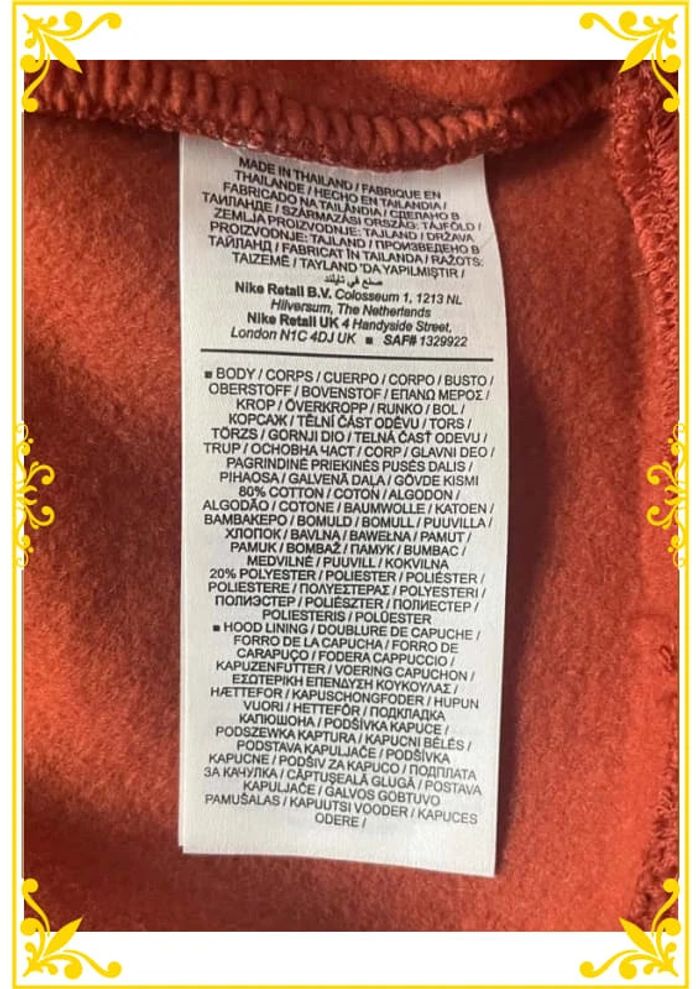 MADE IN THAILAND / FABRIQUE EN
THAILANDE / HECHO EN TAILANDIA /
FABRICADO NA TAILÂNDIA / СДЕЛАНО В
ТАИЛАНДЕ / SZÁRMAZÁSI ORSZÁG: TÁJFÖLD /
ZEMLJA PROIZVODNJE: TAJLAND / DRŽAVA
PROIZVODNJE: TAJLAND / ПРОИЗВЕДЕНО В
ТАЙЛАНД / FABRICAT ÎN TAILANDA / RAŽOTS:
TAIZEMĒ / TAYLAND 'DA YAPILMIŞTIR /
صنع في تايلند
Nike Retail B.V. Colosseum 1, 1213 NL
Hilversum, The Netherlands
Nike Retail UK 4 Handyside Street,
London N1C 4DJ UK ■ SAF# 1329922
■ BODY / CORPS / CUERPO / CORPO / BUSTO /
OBERSTOFF / BOVENSTOF / ΕΠΑΝΩ ΜΕΡΟΣ /
KROP / ÖVERKROPP / RUNKO / BOL /
КОРСАЖ / TĚLNÍ ČÁST ODĚVU / TORS /
TÖRZS / GORNJI DIO / TELNÁ ČASŤ ODEVU /
TRUP / ОСНОВНА ЧАСТ / CORP / GLAVNI DEO /
PAGRINDINĖ PRIEKINĖS PUSĖS DALIS /
PIHAOSA / GALVENĀ DAĻA / GÖVDE KISMI
80% COTTON / COTON / ALGODON /
ALGODÃO / COTONE / BAUMWOLLE / KATOEN /
ΒΑΜΒΑΚΕΡΟ / BOMULD / BOMULL / PUUVILLA /
ХЛОПОК / BAVLNA / BAWEŁNA / PAMUT /
PAMUK / BOMBAŽ / ПАМУК / BUMBAC /
MEDVILNĖ / PUUVILL / KOKVILNA
20% POLYESTER / POLIESTER / POLIÉSTER /
POLIESTERE / ΠΟΛΥΕΣΤΕΡΑΣ / POLYESTERI /
ПОЛИЭСТЕР / POLIÉSZTER / ПОЛИЕСТЕР /
POLIESTERIS / POLÜESTER
■ HOOD LINING / DOUBLURE DE CAPUCHE /
FORRO DE LA CAPUCHA / FORRO DE
CARAPUÇO / FODERA CAPPUCCIO /
KAPUZENFUTTER / VOERING CAPUCHON /
ΕΣΩΤΕΡΙΚΗ ΕΠΕΝΔΥΣΗ ΚΟΥΚΟΥΛΑΣ /
HÆTTEFOR / KAPUSCHONGFODER / HUPUN
VUORI / HETTEFÔR / ПОДКЛАДКА
КАПЮШОНА / PODŠÍVKA KAPUCE /
PODSZEWKA KAPTURA / KAPUCNI BÉLÉS /
PODSTAVA KAPULJAČE / PODŠÍVKA
KAPUCNE / PODŠIV ZA KAPUCO / ПОДПЛАТА
ЗА КАЧУЛКА / CĂPTUŞEALĂ GLUGĂ / POSTAVA
KAPULJAČE / GALVOS GOBTUVO
PAMUŠALAS / KAPUUTSI VOODER / KAPUCES
ODERE /